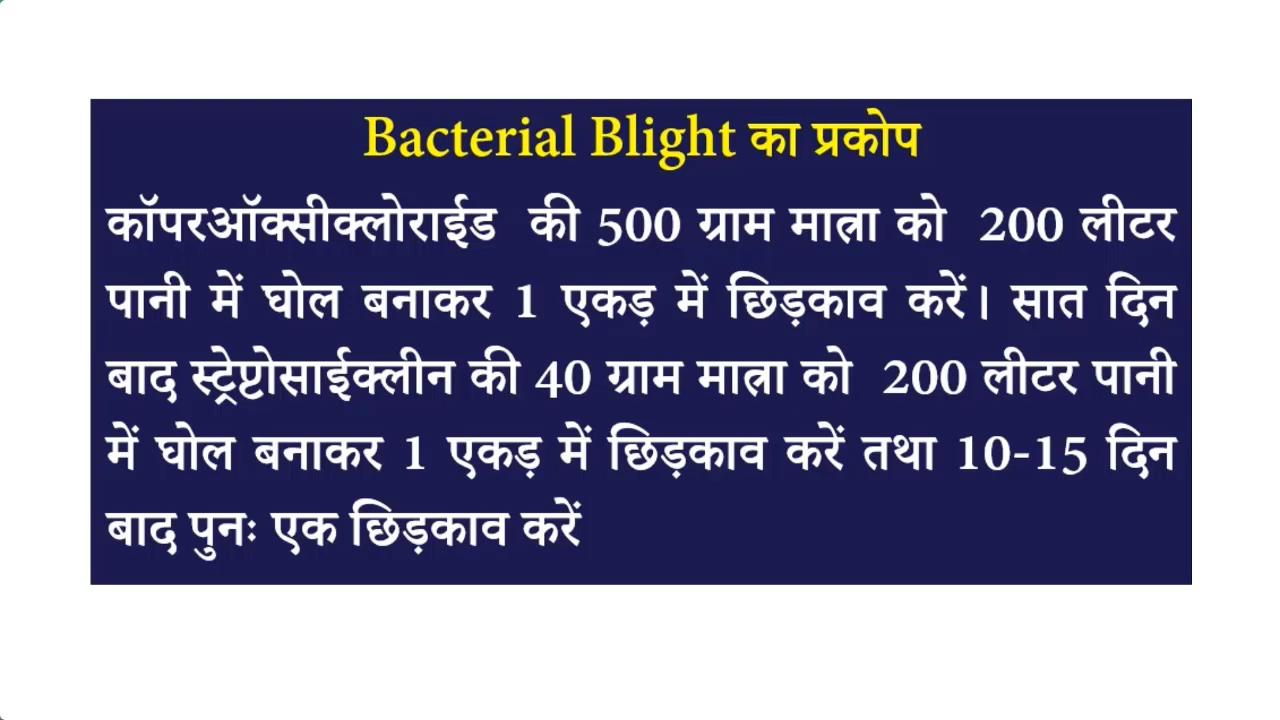 Bacterial Blight का प्रकोप
कॉपरऑक्सीक्लोराईड की 500 ग्राम मात्रा को 200 लीटर
पानी में घोल बनाकर 1 एकड़ में छिड़काव करें। सात दिन
बाद स्ट्रेप्टोसाईक्लीन की 40 ग्राम मात्रा को 200 लीटर पानी
में घोल बनाकर 1 एकड़ में छिड़काव करें तथा 10-15 दिन
बाद पुनः एक छिड़काव करें